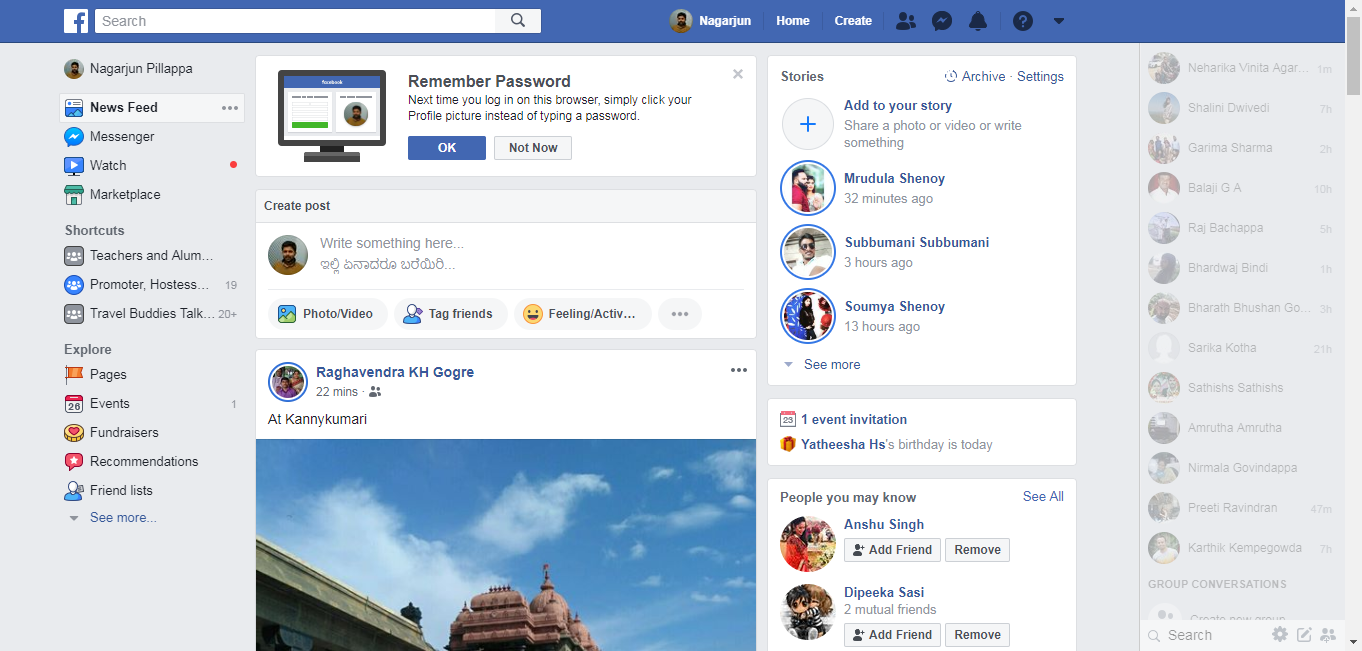 Search
Nagarjun
Home
Create
Nagarjun Pillappa
News Feed
Messenger
Watch
Marketplace
Shortcuts
Teachers and Alum...
Promoter, Hostess... 19
Travel Buddies Talk... 20+
Explore
Pages
26 Events 1
Fundraisers
Recommendations
Friend lists
See more...
facebook
Remember Password
Next time you log in on this browser, simply click your
Profile picture instead of typing a password.
OK
Not Now
Create post
Write something here...
ಇಲ್ಲಿ ಏನಾದರೂ ಬರೆಯಿರಿ...
Photo/Video
Tag friends
Feeling/Activ...
Raghavendra KH Gogre
22 mins ·
At Kannykumari
Stories
Archive · Settings
Add to your story
Share a photo or video or write
something
Mrudula Shenoy
32 minutes ago
Subbumani Subbumani
3 hours ago
Soumya Shenoy
13 hours ago
See more
23 1 event invitation
Yatheesha Hs's birthday is today
People you may know
See All
Anshu Singh
Add Friend
Remove
Dipeeka Sasi
2 mutual friends
Add Friend
Remove
Neharika Vinita Agar... 1m
Shalini Dwivedi 7h
Garima Sharma 2h
Balaji G A 10h
Raj Bachappa 5h
Bhardwaj Bindi 1h
Bharath Bhushan Go... 3h
Sarika Kotha 21h
Sathishs Sathishs
Amrutha Amrutha
Nirmala Govindappa
Preeti Ravindran 47m
Karthik Kempegowda 7h
GROUP CONVERSATIONS
Create new group
Search